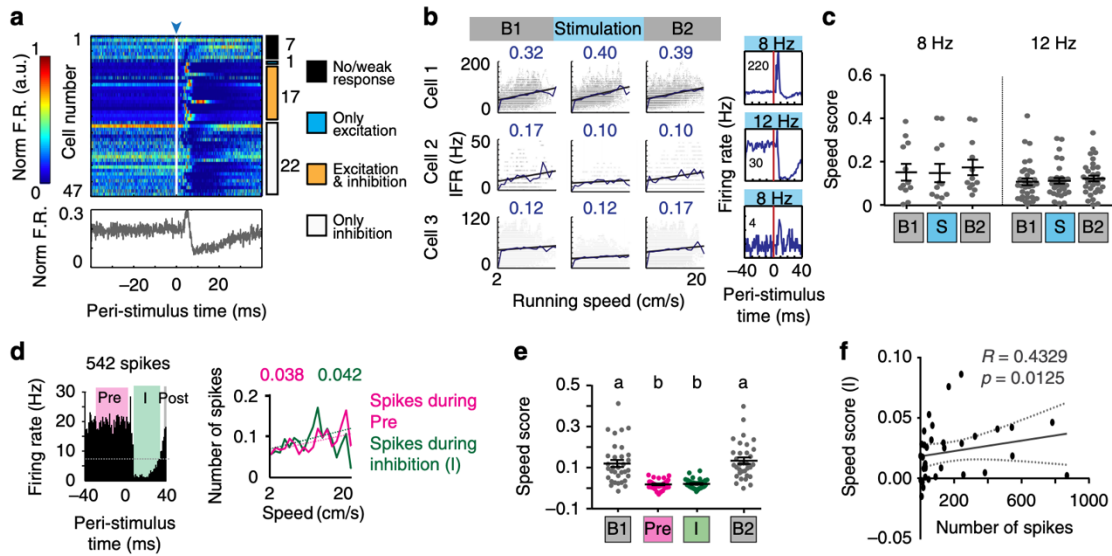 a
Norm F.R. (a.u.)
1
0
Cell number
1
47
7
1
17
22
No/weak
response
Only
excitation
Excitation
& inhibition
Only
inhibition
Norm F.R.
0.3
0
−20 0 20
Peri-stimulus time (ms)
b
B1 Stimulation B2
0.32 0.40 0.39
Cell 1
200
0
0.17 0.10 0.10
Cell 2
IFR (Hz)
50
0
0.12 0.12 0.17
Cell 3
120
0
2 20
Running speed (cm/s)
Firing rate (Hz)
8 Hz
220
12 Hz
30
8 Hz
4
−40 0 40
Peri-stimulus
time (ms)
c
8 Hz 12 Hz
Speed score
0.6
0.4
0.2
0
B1 S B2 B1 S B2
d
542 spikes
Firing rate (Hz)
30
20
10
0
Pre I Post
−40 0 40
Peri-stimulus
time (ms)
0.038 0.042
Number of spikes
0.2
0.1
0
2 20
Speed (cm/s)
Spikes during
Pre
Spikes during
inhibition (I)
e
a b b a
Speed score
0.5
0.3
0.1
−0.1
B1 Pre I B2
f
R = 0.4329
p = 0.0125
Speed score (I)
0.10
0.05
0.00
−0.05
200 600 1000
Number of spikes